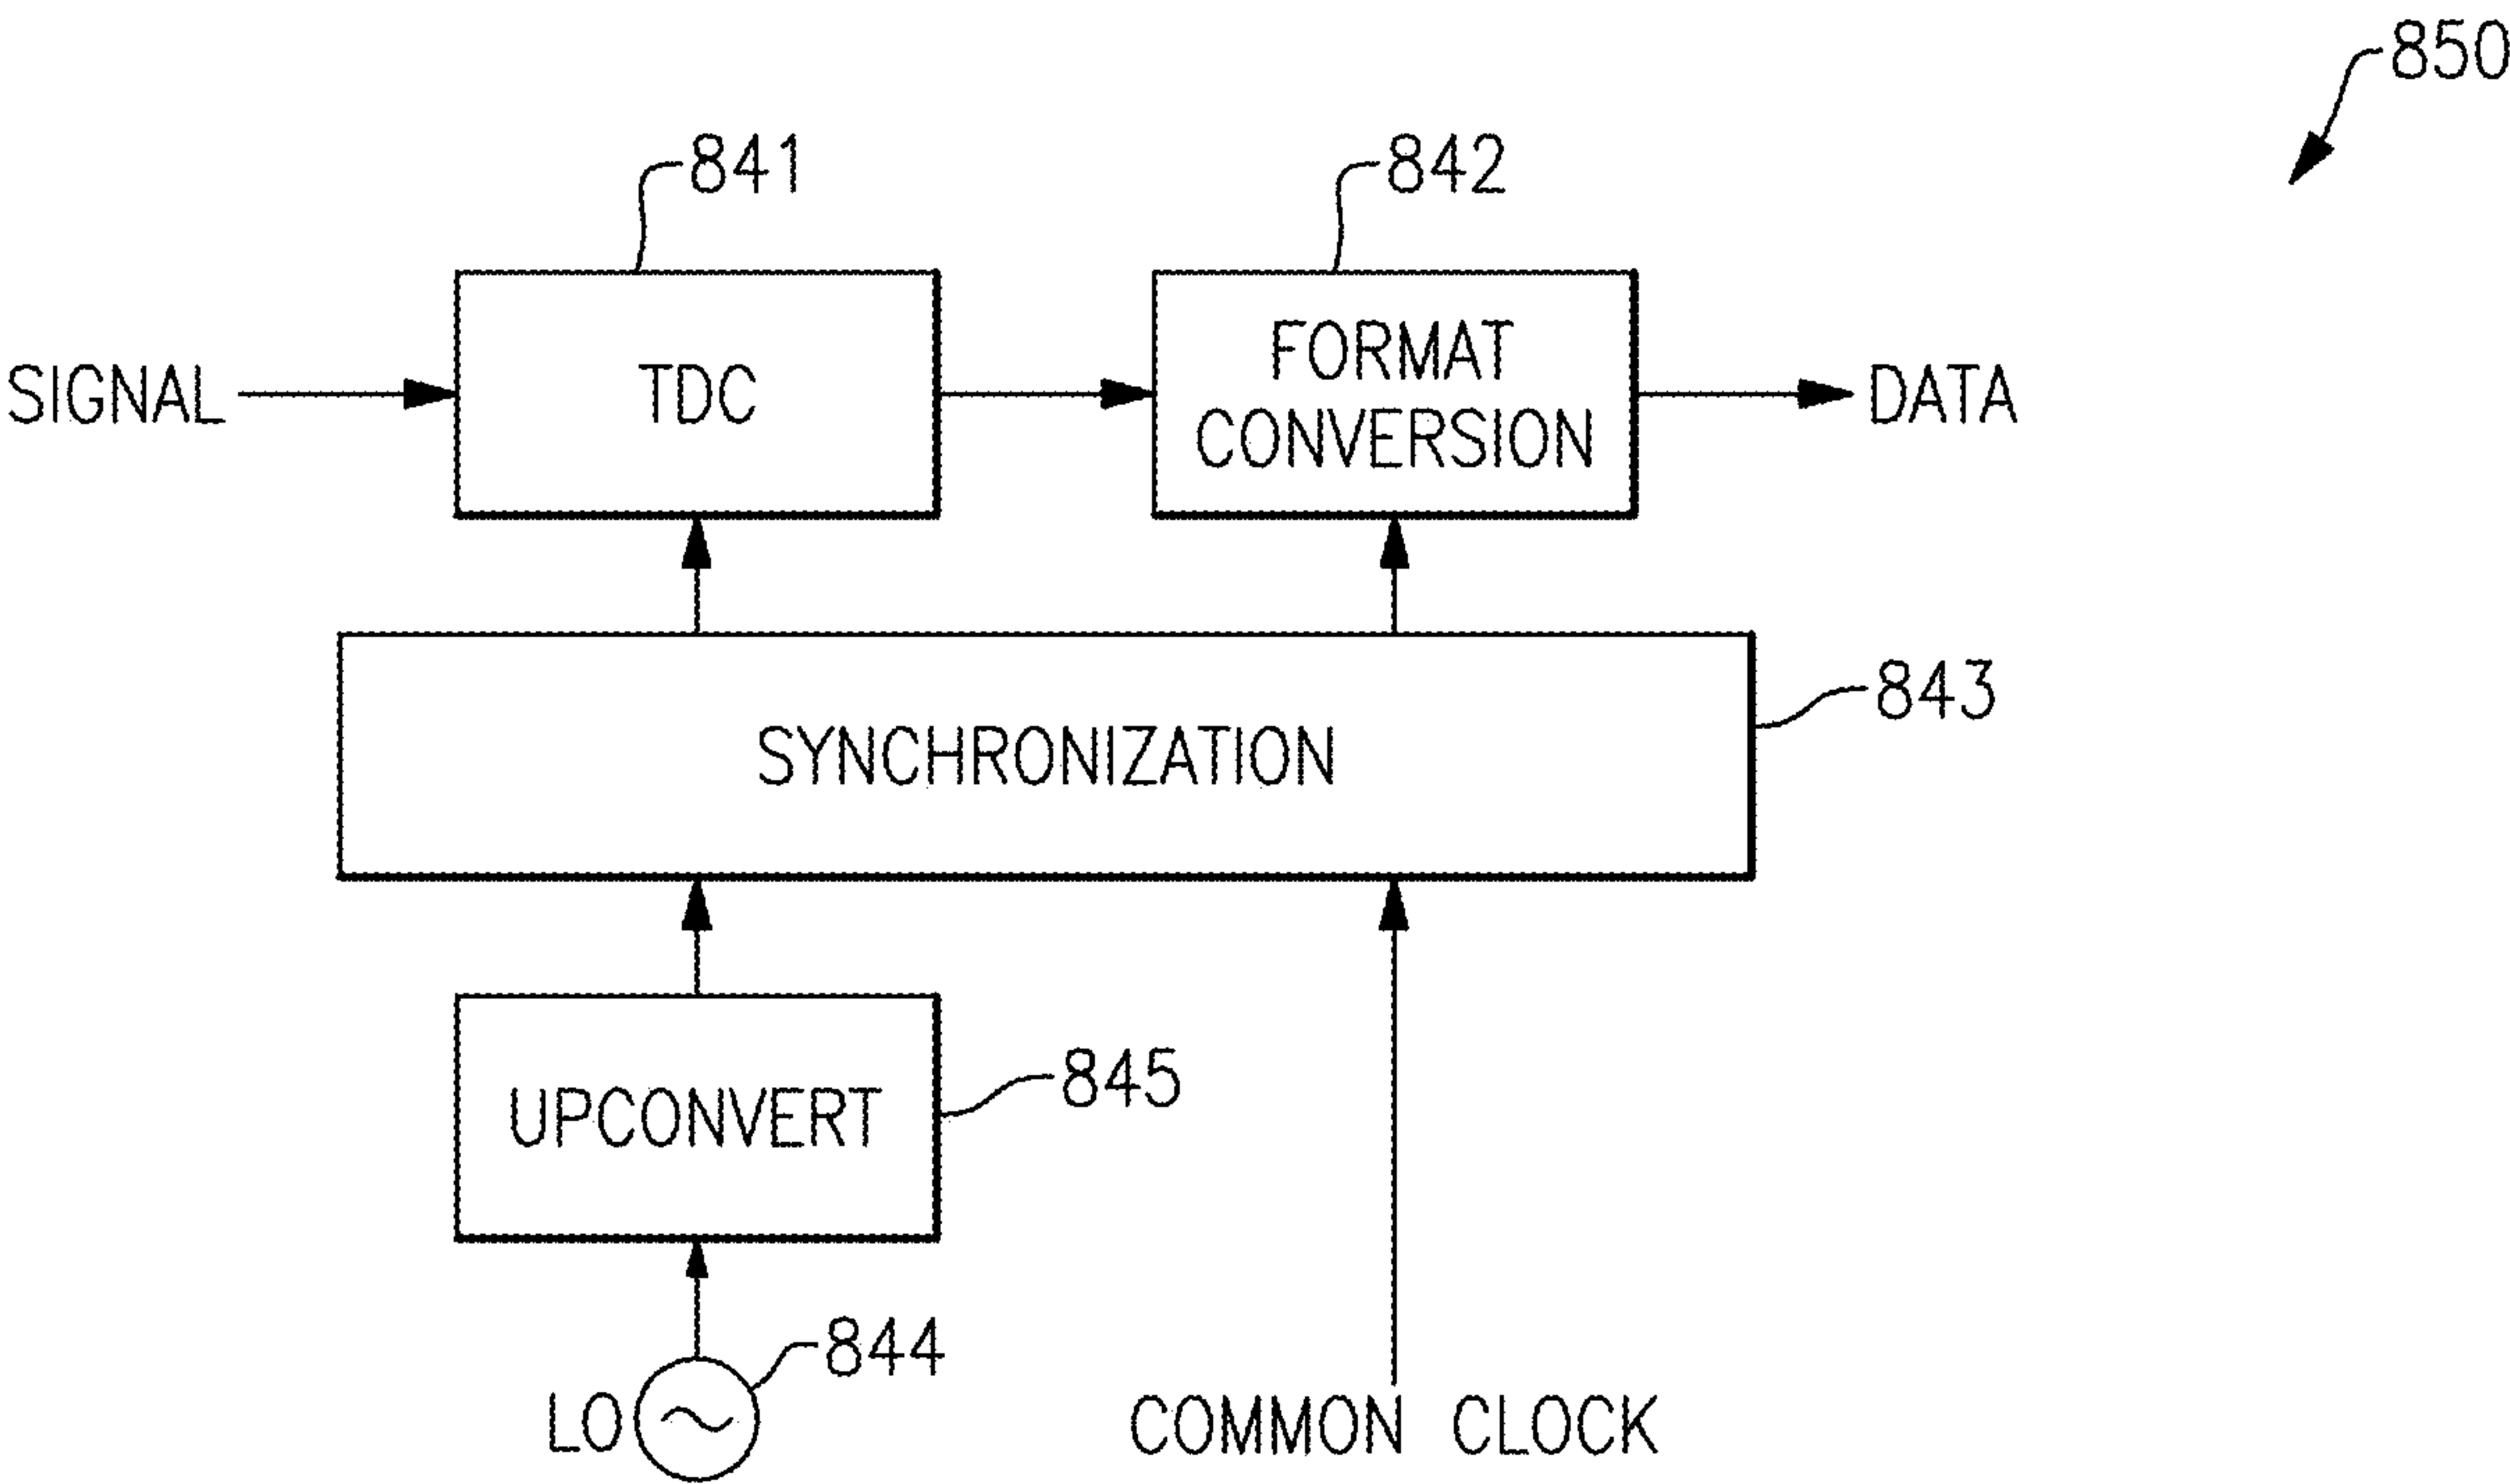 850
841
842
SIGNAL
TDC
FORMAT
CONVERSION
DATA
843
SYNCHRONIZATION
845
UPCONVERT
844
LO
COMMON CLOCK